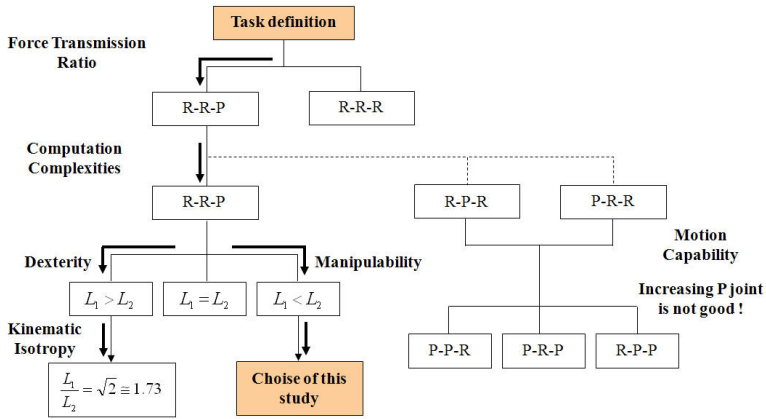 Task definition
Force Transmission
Ratio
R-R-P
R-R-R
Computation
Complexities
R-R-P
R-P-R
P-R-R
Motion
Capability
Dexterity
Manipulability
L₁ > L₂
L₁ = L₂
L₁ < L₂
Increasing P joint
is not good !
Kinematic
Isotropy
P-P-R
P-R-P
R-P-P
L₁/L₂ = √2 ≅ 1.73
Choise of this
study